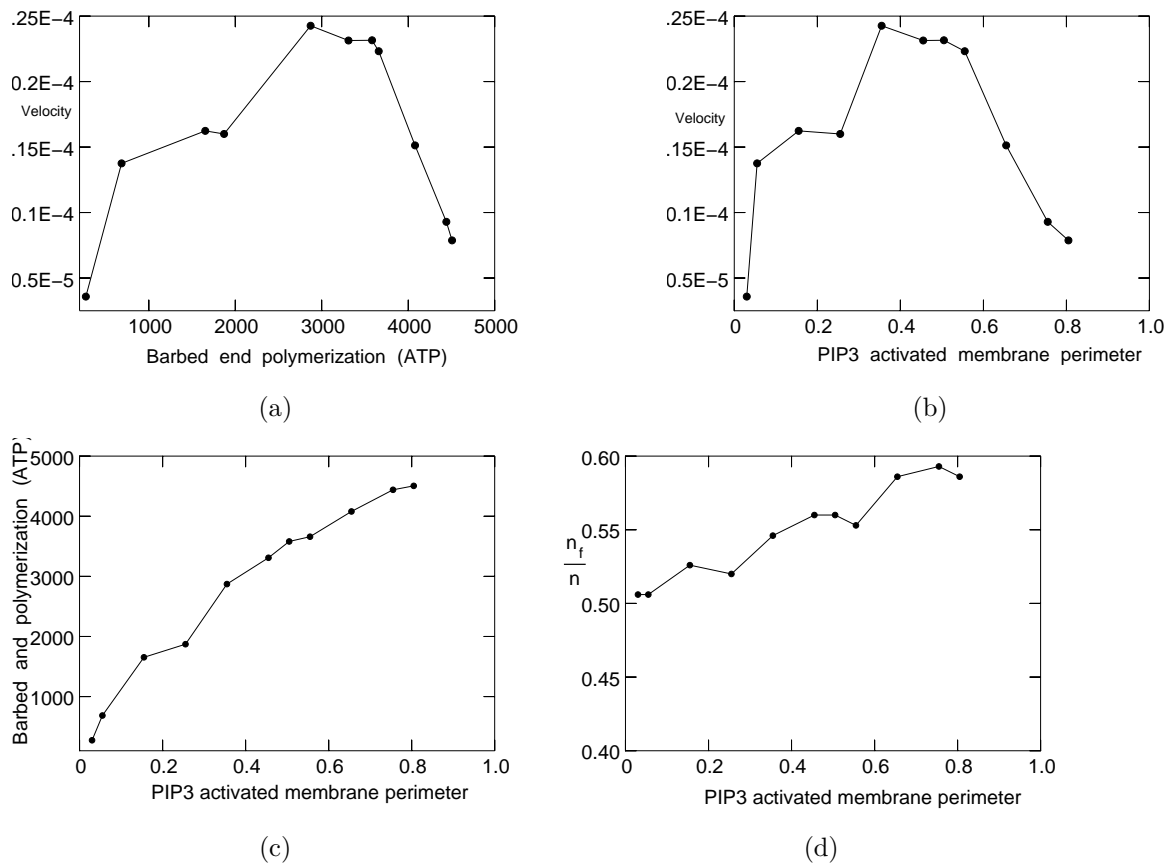 .25E−4
0.2E−4
Velocity
.15E−4
0.1E−4
0.5E−5
1000 2000 3000 4000 5000
Barbed end polymerization (ATP)
(a)
.25E−4
0.2E−4
Velocity
.15E−4
0.1E−4
0.5E−5
0 0.2 0.4 0.6 0.8 1.0
PIP3 activated membrane perimeter
(b)
Barbed and polymerization (ATP)
5000
4000
3000
2000
1000
0 0.2 0.4 0.6 0.8 1.0
PIP3 activated membrane perimeter
(c)
0.60
0.55
n_f
n
0.50
0.45
0.40
0 0.2 0.4 0.6 0.8 1.0
PIP3 activated membrane perimeter
(d)